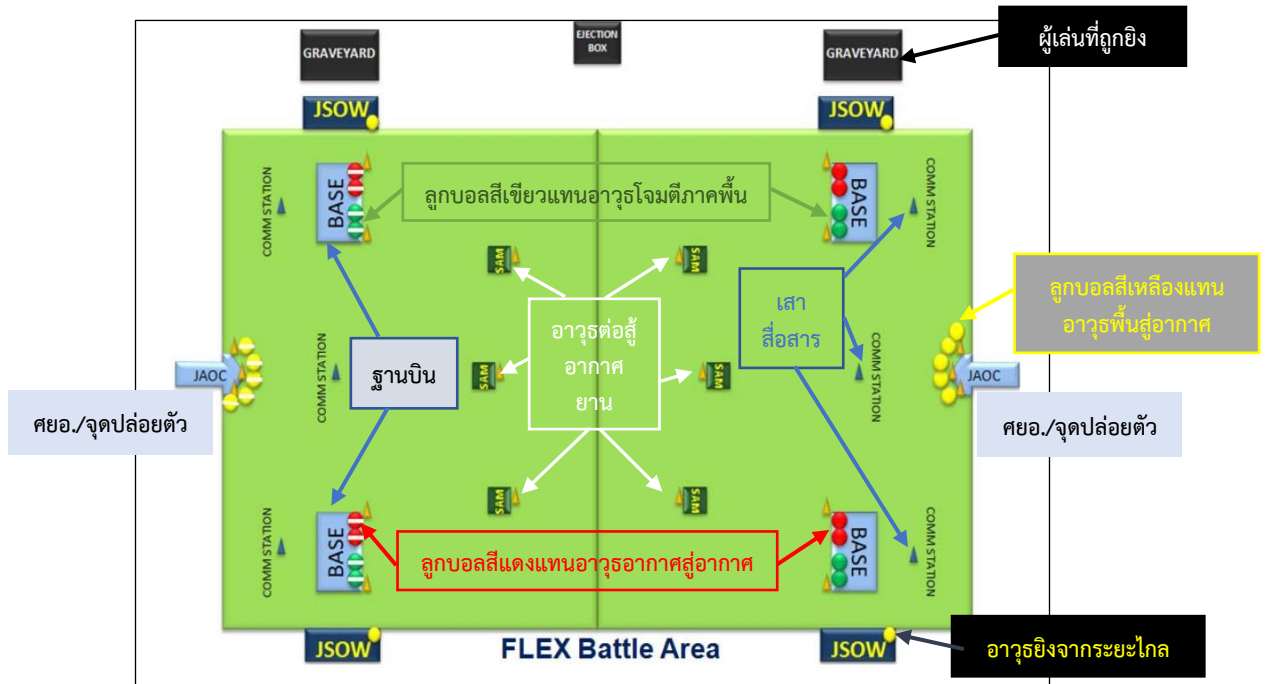 EJECTION
BOX
GRAVEYARD
GRAVEYARD
ผู้เล่นที่ถูกยิง
JSOW
JSOW
COMM STATION
BASE
ลูกบอลสีเขียวแทนอาวุธโจมตีภาคพื้น
BASE
COMM STATION
SAM
SAM
ลูกบอลสีเหลืองแทน
อาวุธพื้นสู่อากาศ
เสา
สื่อสาร
อาวุธต่อสู้
อากาศ
ยาน
JAOC
COMM STATION
ฐานบิน
SAM
SAM
COMM STATION
JAOC
ศยอ./จุดปล่อยตัว
ศยอ./จุดปล่อยตัว
SAM
SAM
COMM STATION
BASE
ลูกบอลสีแดงแทนอาวุธอากาศสู่อากาศ
BASE
COMM STATION
JSOW
FLEX Battle Area
JSOW
อาวุธยิงจากระยะไกล